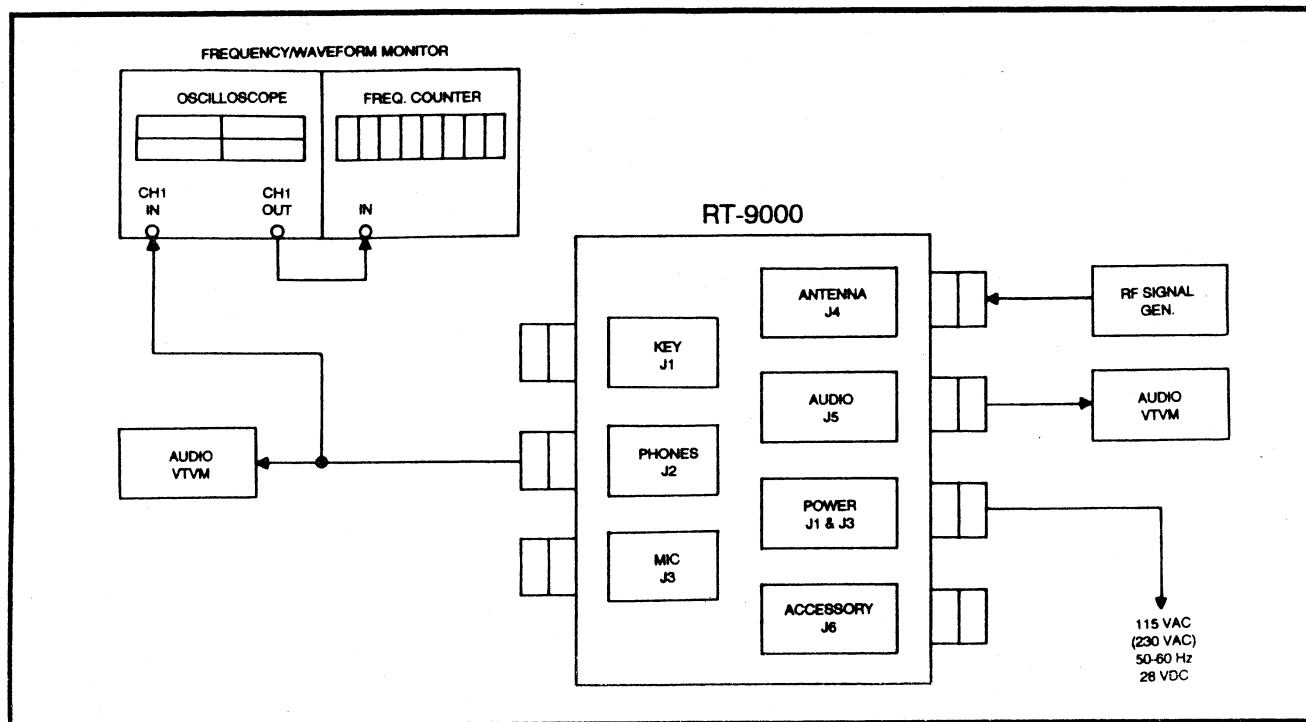 FREQUENCY/WAVEFORM MONITOR
OSCILLOSCOPE
FREQ. COUNTER
CH1
IN
CH1
OUT
IN
RT-9000
ANTENNA
J4
RF SIGNAL
GEN.
KEY
J1
AUDIO
J5
AUDIO
VTVM
AUDIO
VTVM
PHONES
J2
POWER
J1 & J3
MIC
J3
ACCESSORY
J6
115 VAC
(230 VAC)
50-60 Hz
28 VDC